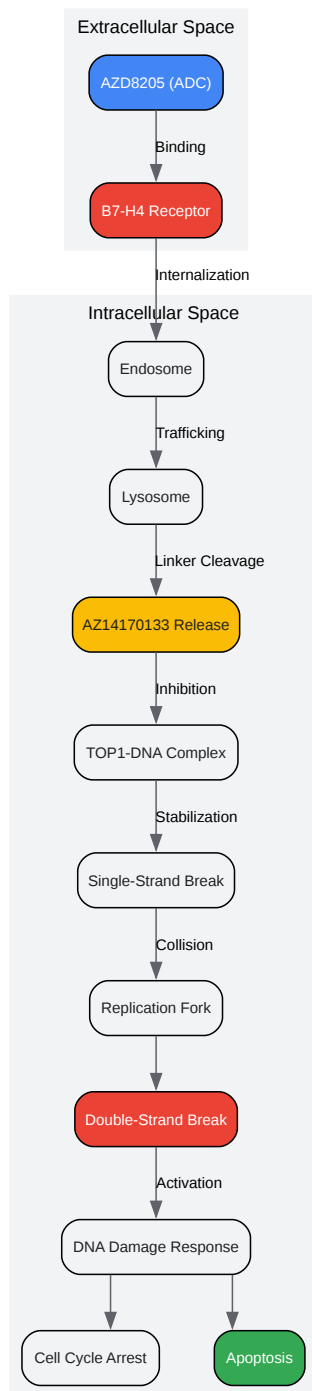 Extracellular Space
AZD8205 (ADC)
Binding
B7-H4 Receptor
Internalization
Intracellular Space
Endosome
Trafficking
Lysosome
Linker Cleavage
AZ14170133 Release
Inhibition
TOP1-DNA Complex
Stabilization
Single-Strand Break
Collision
Replication Fork
Double-Strand Break
Activation
DNA Damage Response
Cell Cycle Arrest
Apoptosis